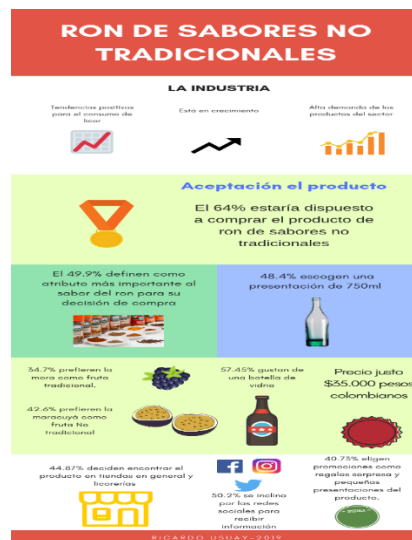 RON DE SABORES NO
TRADICIONALES
LA INDUSTRIA
Tendencias positivas
para el consumo de
licor
Está en crecimiento
Alta demanda de los
productos del sector
Aceptación el producto
El 64% estaría dispuesto
a comprar el producto de
ron de sabores no
tradicionales
El 49.9% definen como
atributo más importante al
sabor del ron para su
decisión de compra
48.4% escogen una
presentación de 750ml
34.7% prefieren la
mora como fruta
tradicional.
42.6% prefieren la
maracuyá como
fruta No
tradicional
57.45% gustan de
una botella de
vidrio
Precio justo
$35.000 pesos
colombianos
44.87% deciden encontrar el
producto en tiendas en general y
licorerías
50.2% se inclina
por las redes
sociales para
recibir
información
40.73% eligen
promociones como
regalos sorpresa y
pequeñas
presentaciones del
producto.
RICARDO USUAY-2019